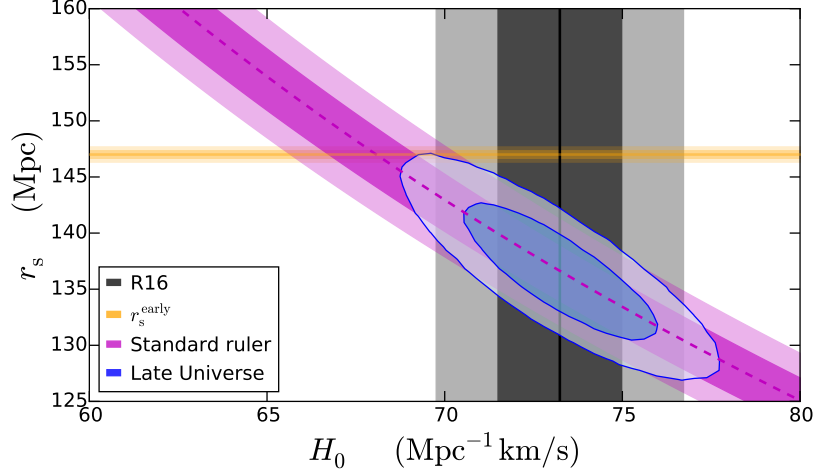 160
155
150
145
140
135
130
125
r_s (Mpc)
R16
r_s^early
Standard ruler
Late Universe
60 65 70 75 80
H_0 (Mpc^−1 km/s)